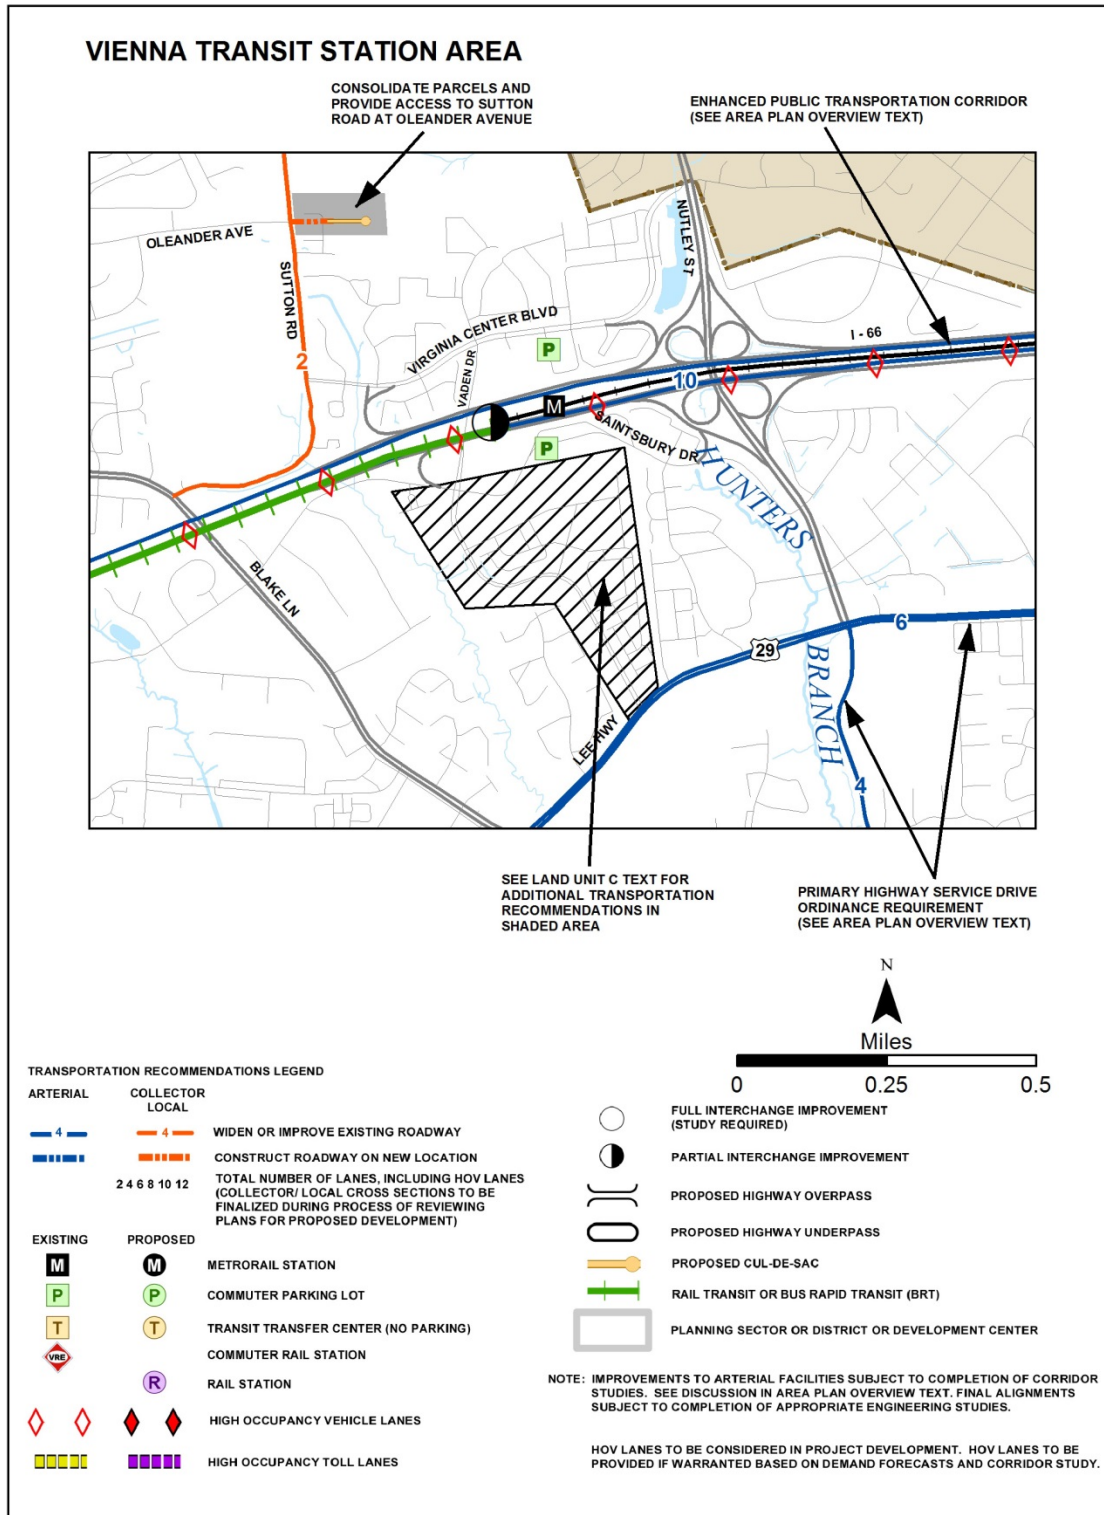 VIENNA TRANSIT STATION AREA
CONSOLIDATE PARCELS AND
PROVIDE ACCESS TO SUTTON
ROAD AT OLEANDER AVENUE
ENHANCED PUBLIC TRANSPORTATION CORRIDOR
(SEE AREA PLAN OVERVIEW TEXT)
OLEANDER AVE
SUTTON RD
2
NUTLEY ST
VIRGINIA CENTER BLVD
VADEN DR
I - 66
P
10
M
SAINTSBURY DR
P
HUNTERS
BLAKE LN
6
29
BRANCH
LEE HWY
4
SEE LAND UNIT C TEXT FOR
ADDITIONAL TRANSPORTATION
RECOMMENDATIONS IN
SHADED AREA
PRIMARY HIGHWAY SERVICE DRIVE
ORDINANCE REQUIREMENT
(SEE AREA PLAN OVERVIEW TEXT)
N
Miles
0 0.25 0.5
TRANSPORTATION RECOMMENDATIONS LEGEND
ARTERIAL COLLECTOR
LOCAL
4 4 WIDEN OR IMPROVE EXISTING ROADWAY
CONSTRUCT ROADWAY ON NEW LOCATION
2 4 6 8 10 12 TOTAL NUMBER OF LANES, INCLUDING HOV LANES
(COLLECTOR/ LOCAL CROSS SECTIONS TO BE
FINALIZED DURING PROCESS OF REVIEWING
PLANS FOR PROPOSED DEVELOPMENT)
EXISTING PROPOSED
M M METRORAIL STATION
P P COMMUTER PARKING LOT
T T TRANSIT TRANSFER CENTER (NO PARKING)
VRE COMMUTER RAIL STATION
R RAIL STATION
HIGH OCCUPANCY VEHICLE LANES
HIGH OCCUPANCY TOLL LANES
FULL INTERCHANGE IMPROVEMENT
(STUDY REQUIRED)
PARTIAL INTERCHANGE IMPROVEMENT
PROPOSED HIGHWAY OVERPASS
PROPOSED HIGHWAY UNDERPASS
PROPOSED CUL-DE-SAC
RAIL TRANSIT OR BUS RAPID TRANSIT (BRT)
PLANNING SECTOR OR DISTRICT OR DEVELOPMENT CENTER
NOTE: IMPROVEMENTS TO ARTERIAL FACILITIES SUBJECT TO COMPLETION OF CORRIDOR
STUDIES. SEE DISCUSSION IN AREA PLAN OVERVIEW TEXT. FINAL ALIGNMENTS
SUBJECT TO COMPLETION OF APPROPRIATE ENGINEERING STUDIES.
HOV LANES TO BE CONSIDERED IN PROJECT DEVELOPMENT. HOV LANES TO BE
PROVIDED IF WARRANTED BASED ON DEMAND FORECASTS AND CORRIDOR STUDY.